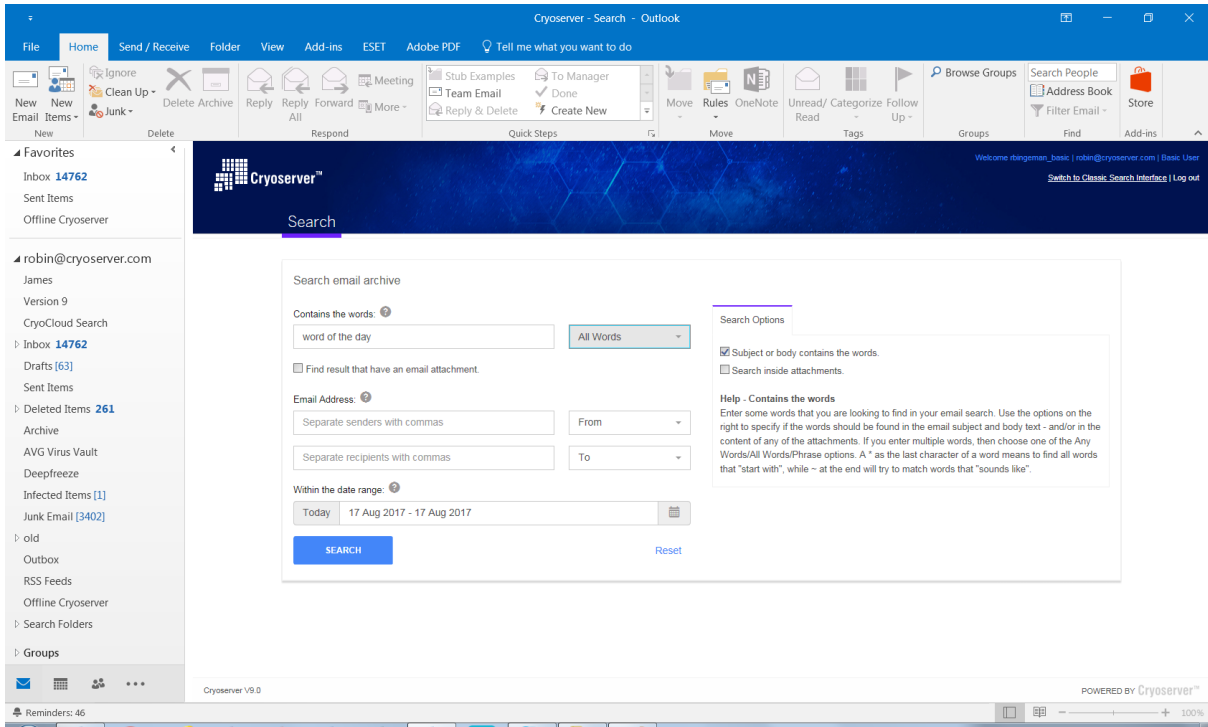 Cryoserver - Search - Outlook
File Home Send / Receive Folder View Add-ins ESET Adobe PDF Tell me what you want to do
New Email
New Items
New
Ignore
Clean Up
Junk
Delete
Archive
Delete
Reply
Reply All
Forward
Meeting
More
Respond
Stub Examples
Team Email
Reply & Delete
To Manager
Done
Create New
Quick Steps
Move
Rules
OneNote
Move
Unread/ Read
Categorize
Follow Up
Tags
Browse Groups
Groups
Search People
Address Book
Filter Email
Find
Store
Add-ins
Favorites
Inbox 14762
Sent Items
Offline Cryoserver
robin@cryoserver.com
James
Version 9
CryoCloud Search
Inbox 14762
Drafts [63]
Sent Items
Deleted Items 261
Archive
AVG Virus Vault
Deepfreeze
Infected Items [1]
Junk Email [3402]
old
Outbox
RSS Feeds
Offline Cryoserver
Search Folders
Groups
Reminders: 46
Cryoserver™
Welcome rbingeman_basic | robin@cryoserver.com | Basic User
Switch to Classic Search Interface | Log out
Search
Search email archive
Contains the words: ?
word of the day
All Words
Find result that have an email attachment.
Email Address: ?
Separate senders with commas
From
Separate recipients with commas
To
Within the date range: ?
Today 17 Aug 2017 - 17 Aug 2017
SEARCH
Reset
Search Options
Subject or body contains the words.
Search inside attachments.
Help - Contains the words
Enter some words that you are looking to find in your email search. Use the options on the
right to specify if the words should be found in the email subject and body text - and/or in the
content of any of the attachments. If you enter multiple words, then choose one of the Any
Words/All Words/Phrase options. A * as the last character of a word means to find all words
that "start with", while ~ at the end will try to match words that "sounds like".
Cryoserver V9.0
POWERED BY Cryoserver™
100%